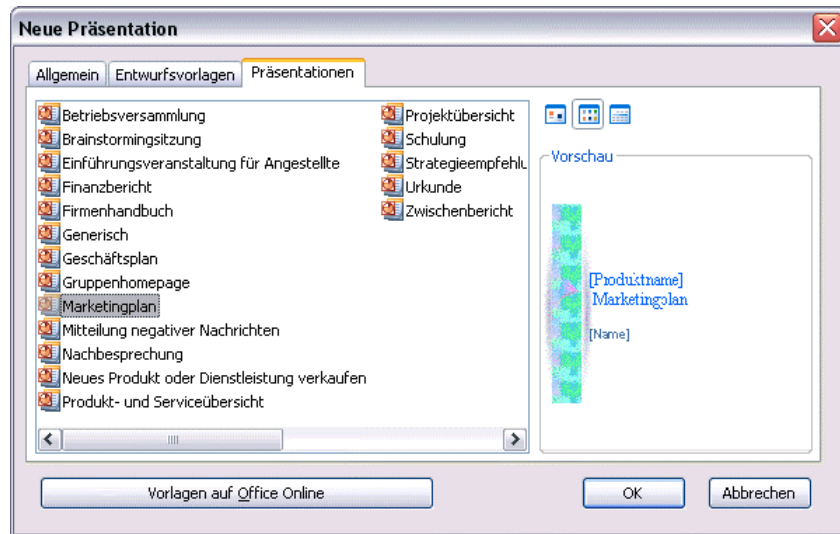 Neue Präsentation
Allgemein
Entwurfsvorlagen
Präsentationen
Betriebsversammlung
Brainstormingsitzung
Einführungsveranstaltung für Angestellte
Finanzbericht
Firmenhandbuch
Generisch
Geschäftsplan
Gruppenhomepage
Marketingplan
Mitteilung negativer Nachrichten
Nachbesprechung
Neues Produkt oder Dienstleistung verkaufen
Produkt- und Serviceübersicht
Projektübersicht
Schulung
Strategieempfehlu
Urkunde
Zwischenbericht
Vorschau
[Produktname]
Marketingplan
[Name]
Vorlagen auf Office Online
OK
Abbrechen